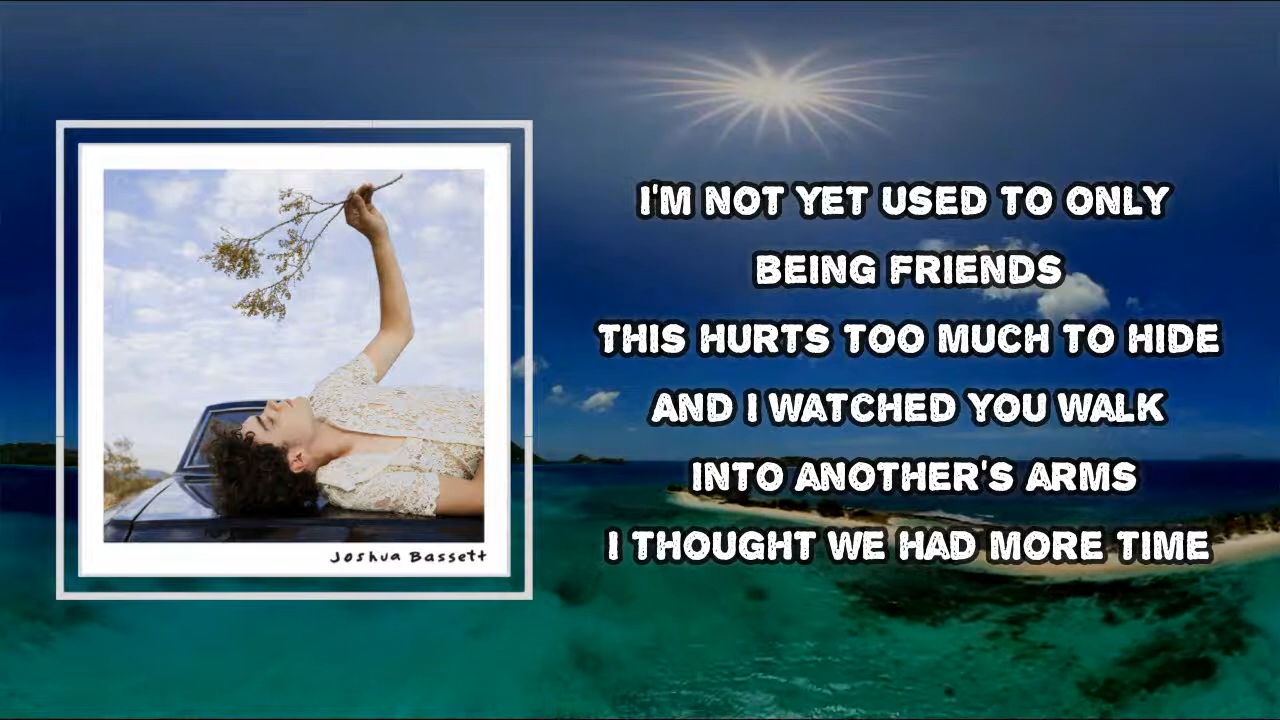 Joshua Bassett
I'M NOT YET USED TO ONLY
BEING FRIENDS
THIS HURTS TOO MUCH TO HIDE
AND I WATCHED YOU WALK
INTO ANOTHER'S ARMS
I THOUGHT WE HAD MORE TIME